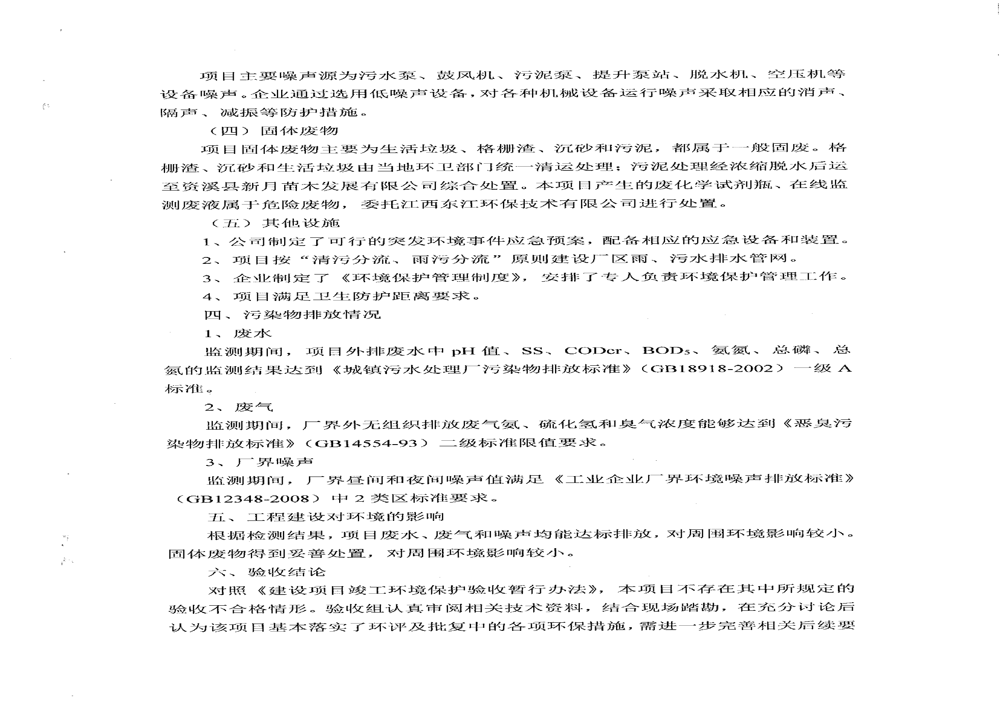 项目主要噪声源为污水泵、鼓风机、污泥泵、提升泵站、脱水机、空压机等
设备噪声。企业通过选用低噪声设备，对各种机械设备运行噪声采取相应的消声、
隔声、减振等防护措施。
（四）固体废物
项目固体废物主要为生活垃圾、格栅渣、沉砂和污泥，都属于一般固废。格
栅渣、沉砂和生活垃圾由当地环卫部门统一清运处理；污泥处理经浓缩脱水后运
至资溪县新月苗木发展有限公司综合处置。本项目产生的废化学试剂瓶、在线监
测废液属于危险废物，委托江西东江环保技术有限公司进行处置。
（五）其他设施
1、公司制定了可行的突发环境事件应急预案，配备相应的应急设备和装置。
2、项目按“清污分流、雨污分流”原则建设厂区雨、污水排水管网。
3、企业制定了《环境保护管理制度》，安排了专人负责环境保护管理工作。
4、项目满足卫生防护距离要求。
四、污染物排放情况
1、废水
监测期间，项目外排废水中 pH 值、SS、CODcr、BOD₅、氨氮、总磷、总
氮的监测结果达到《城镇污水处理厂污染物排放标准》（GB18918-2002）一级 A
标准。
2、废气
监测期间，厂界外无组织排放废气氨、硫化氢和臭气浓度能够达到《恶臭污
染物排放标准》（GB14554-93）二级标准限值要求。
3、厂界噪声
监测期间，厂界昼间和夜间噪声值满足《工业企业厂界环境噪声排放标准》
（GB12348-2008）中 2 类区标准要求。
五、工程建设对环境的影响
根据检测结果，项目废水、废气和噪声均能达标排放，对周围环境影响较小。
固体废物得到妥善处置，对周围环境影响较小。
六、验收结论
对照《建设项目竣工环境保护验收暂行办法》，本项目不存在其中所规定的
验收不合格情形。验收组认真审阅相关技术资料，结合现场踏勘，在充分讨论后
认为该项目基本落实了环评及批复中的各项环保措施，需进一步完善相关后续要